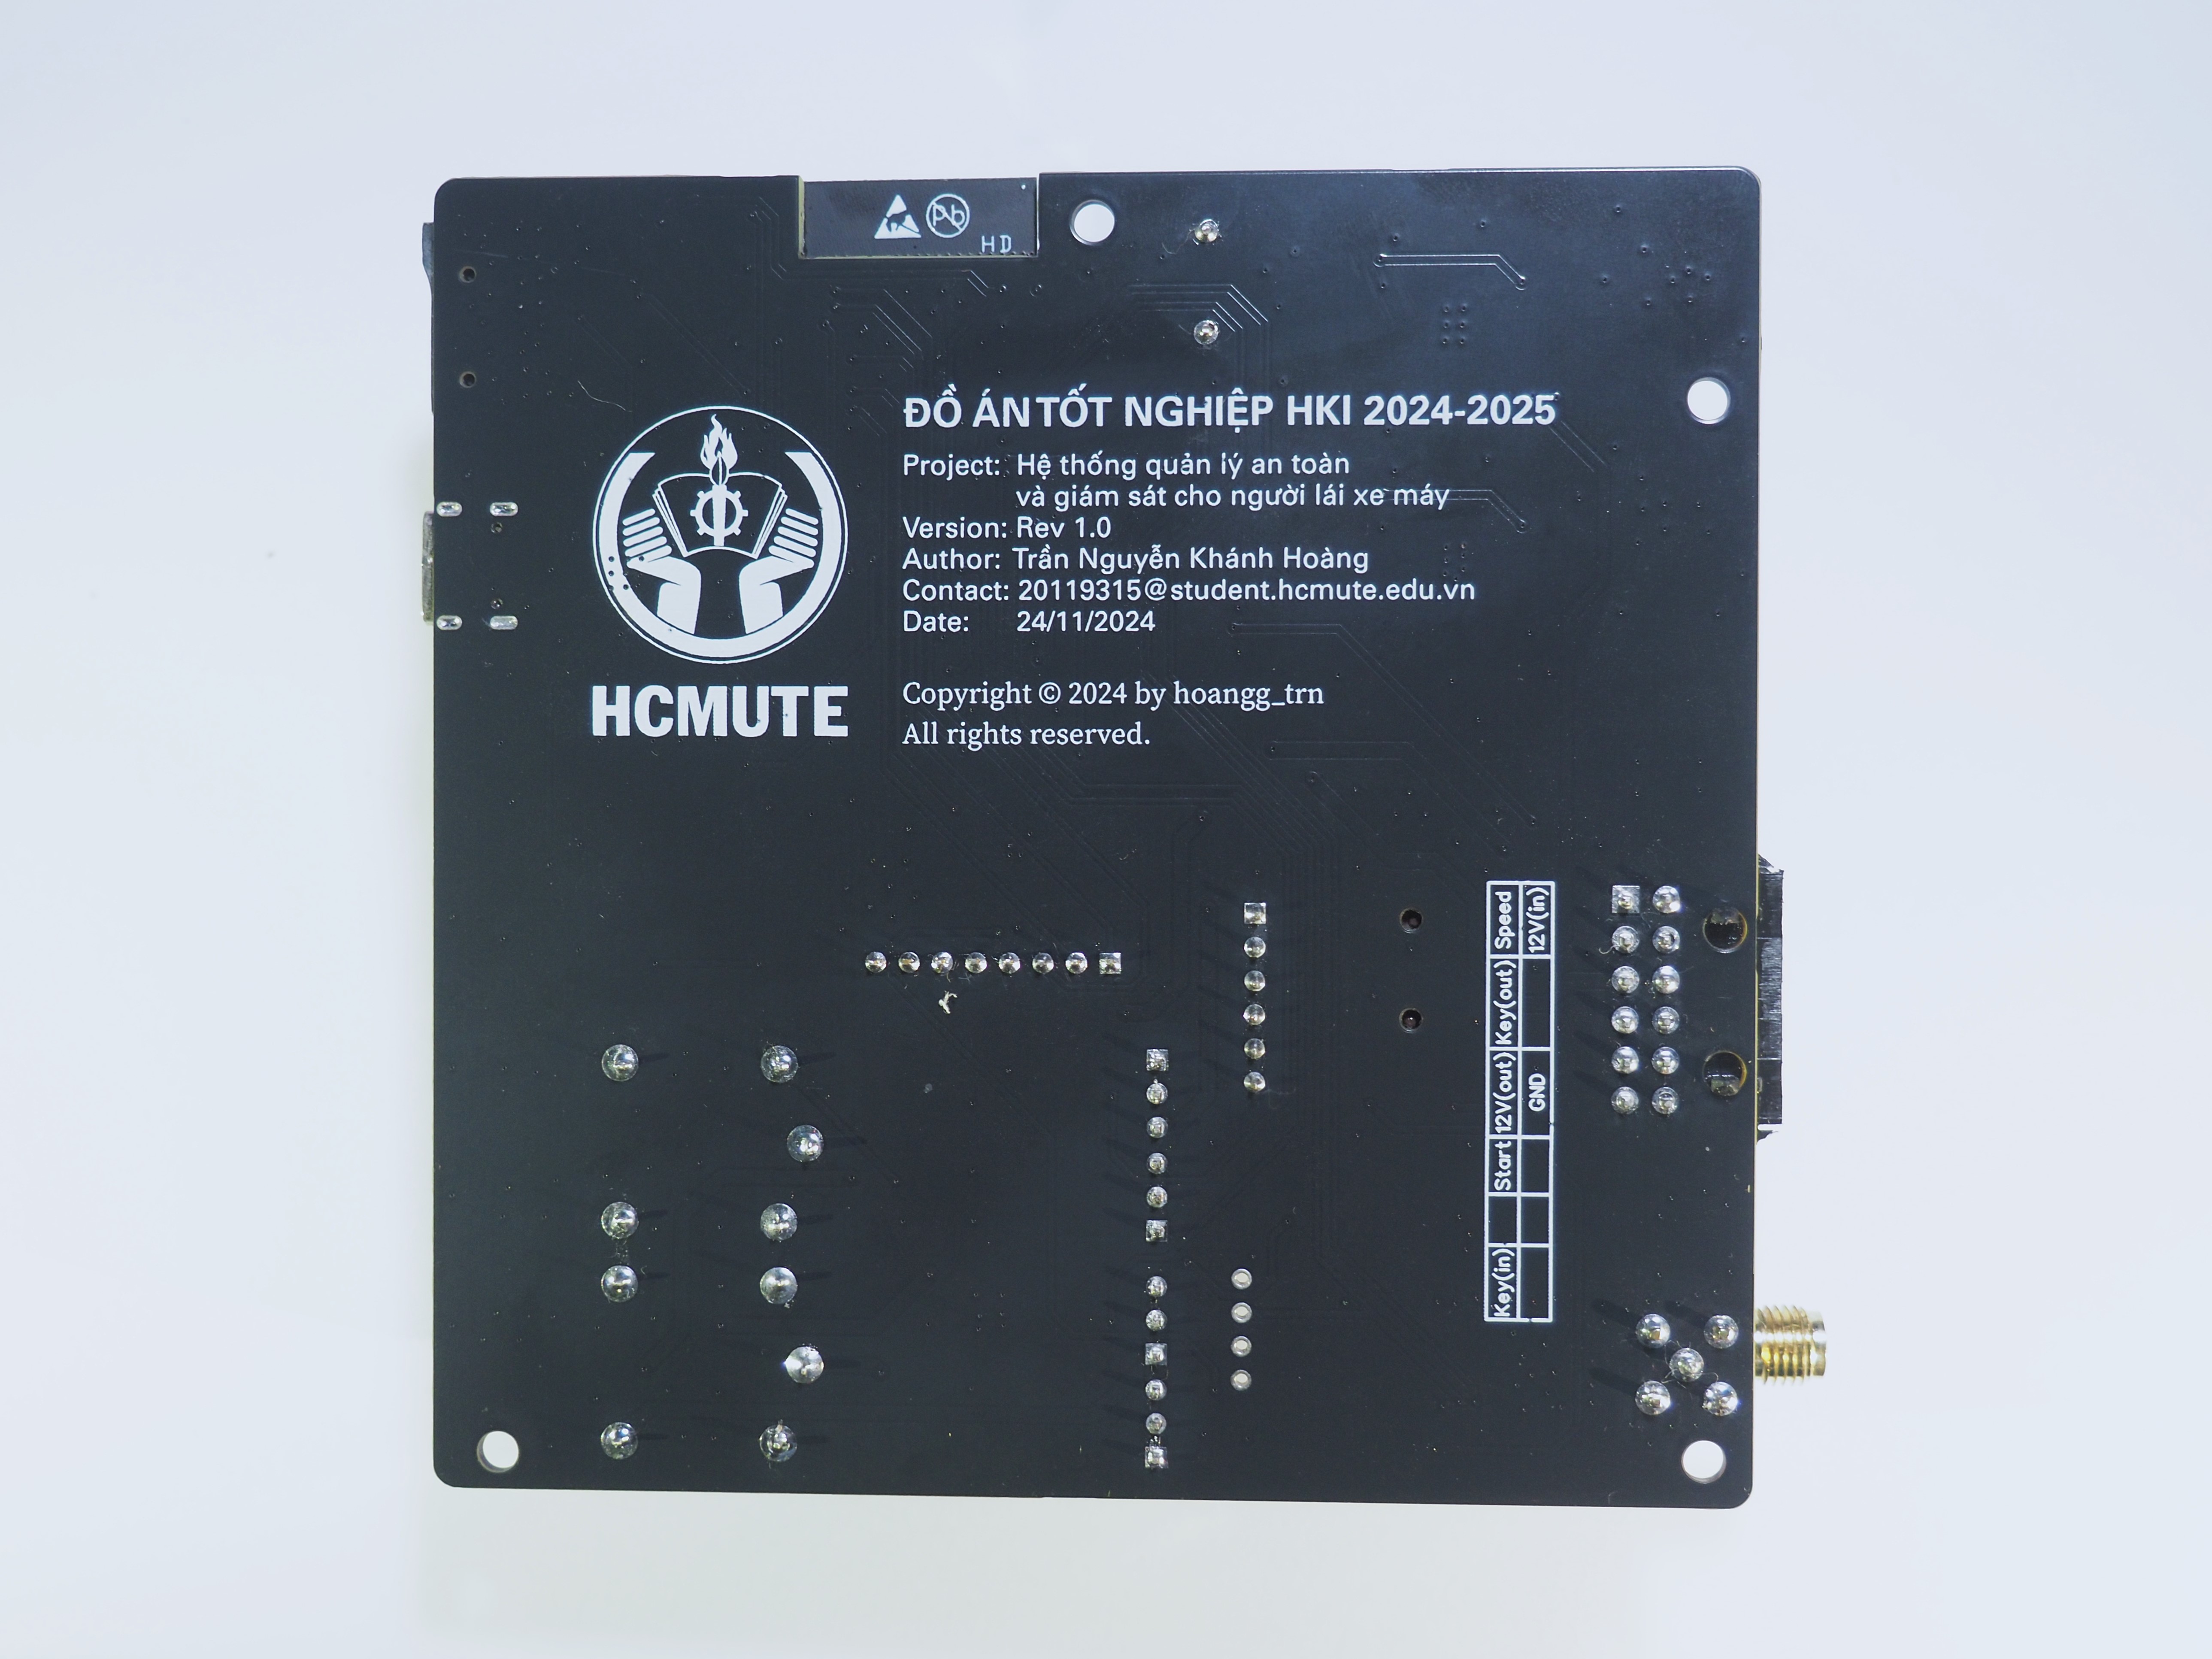 Pb
HD
ĐỒ ÁN TỐT NGHIỆP HKI 2024-2025
Project: Hệ thống quản lý an toàn
và giám sát cho người lái xe máy
Version: Rev 1.0
Author: Trần Nguyễn Khánh Hoàng
Contact: 20119315@student.hcmute.edu.vn
Date: 24/11/2024
HCMUTE
Copyright © 2024 by hoangg_trn
All rights reserved.
Key(in) Start 12V(out) Key(out) Speed
GND 12V(in)